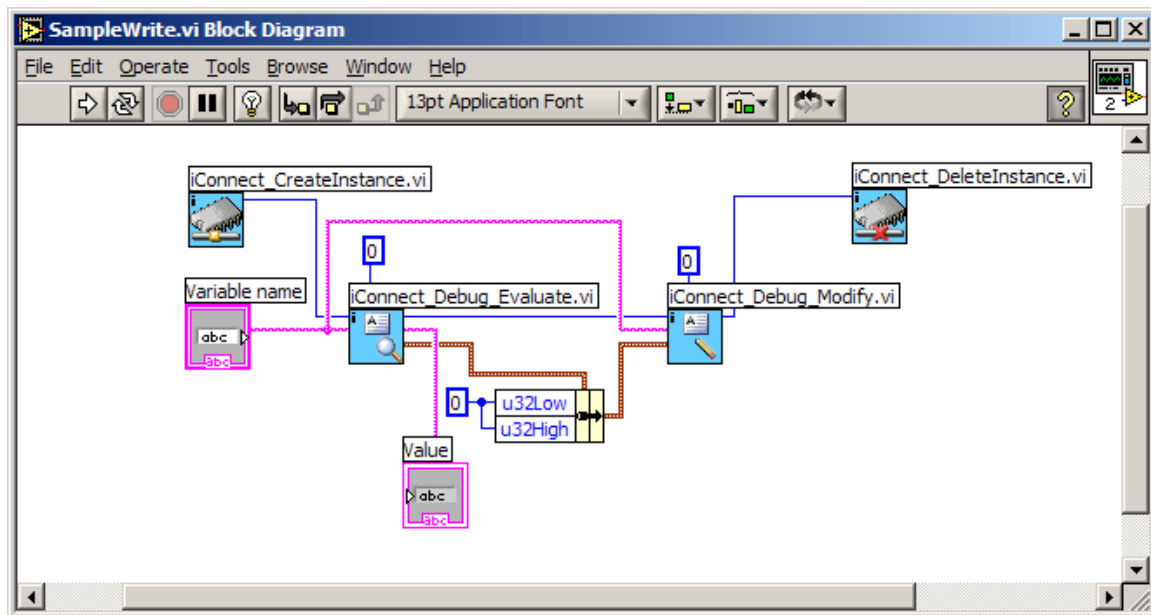 SampleWrite.vi Block Diagram
File Edit Operate Tools Browse Window Help
13pt Application Font
?
2
iConnect_CreateInstance.vi
iConnect_DeleteInstance.vi
0
0
Variable name
iConnect_Debug_Evaluate.vi
iConnect_Debug_Modify.vi
abc
abc
0
u32Low
u32High
Value
abc
abc